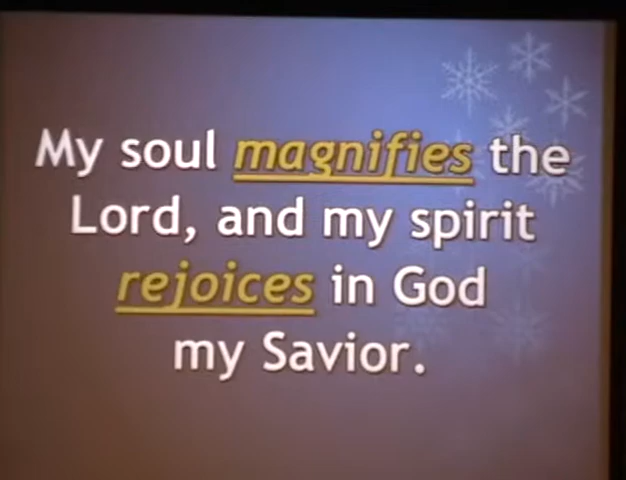 My soul magnifies the
Lord, and my spirit
rejoices in God
my Savior.